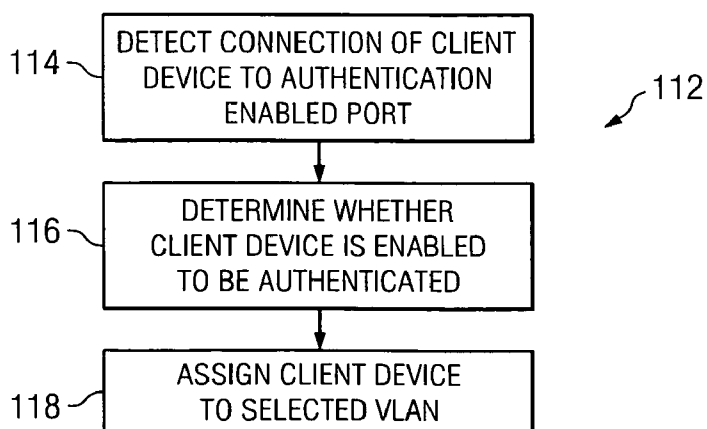 114
DETECT CONNECTION OF CLIENT
DEVICE TO AUTHENTICATION
ENABLED PORT
112
116
DETERMINE WHETHER
CLIENT DEVICE IS ENABLED
TO BE AUTHENTICATED
118
ASSIGN CLIENT DEVICE
TO SELECTED VLAN